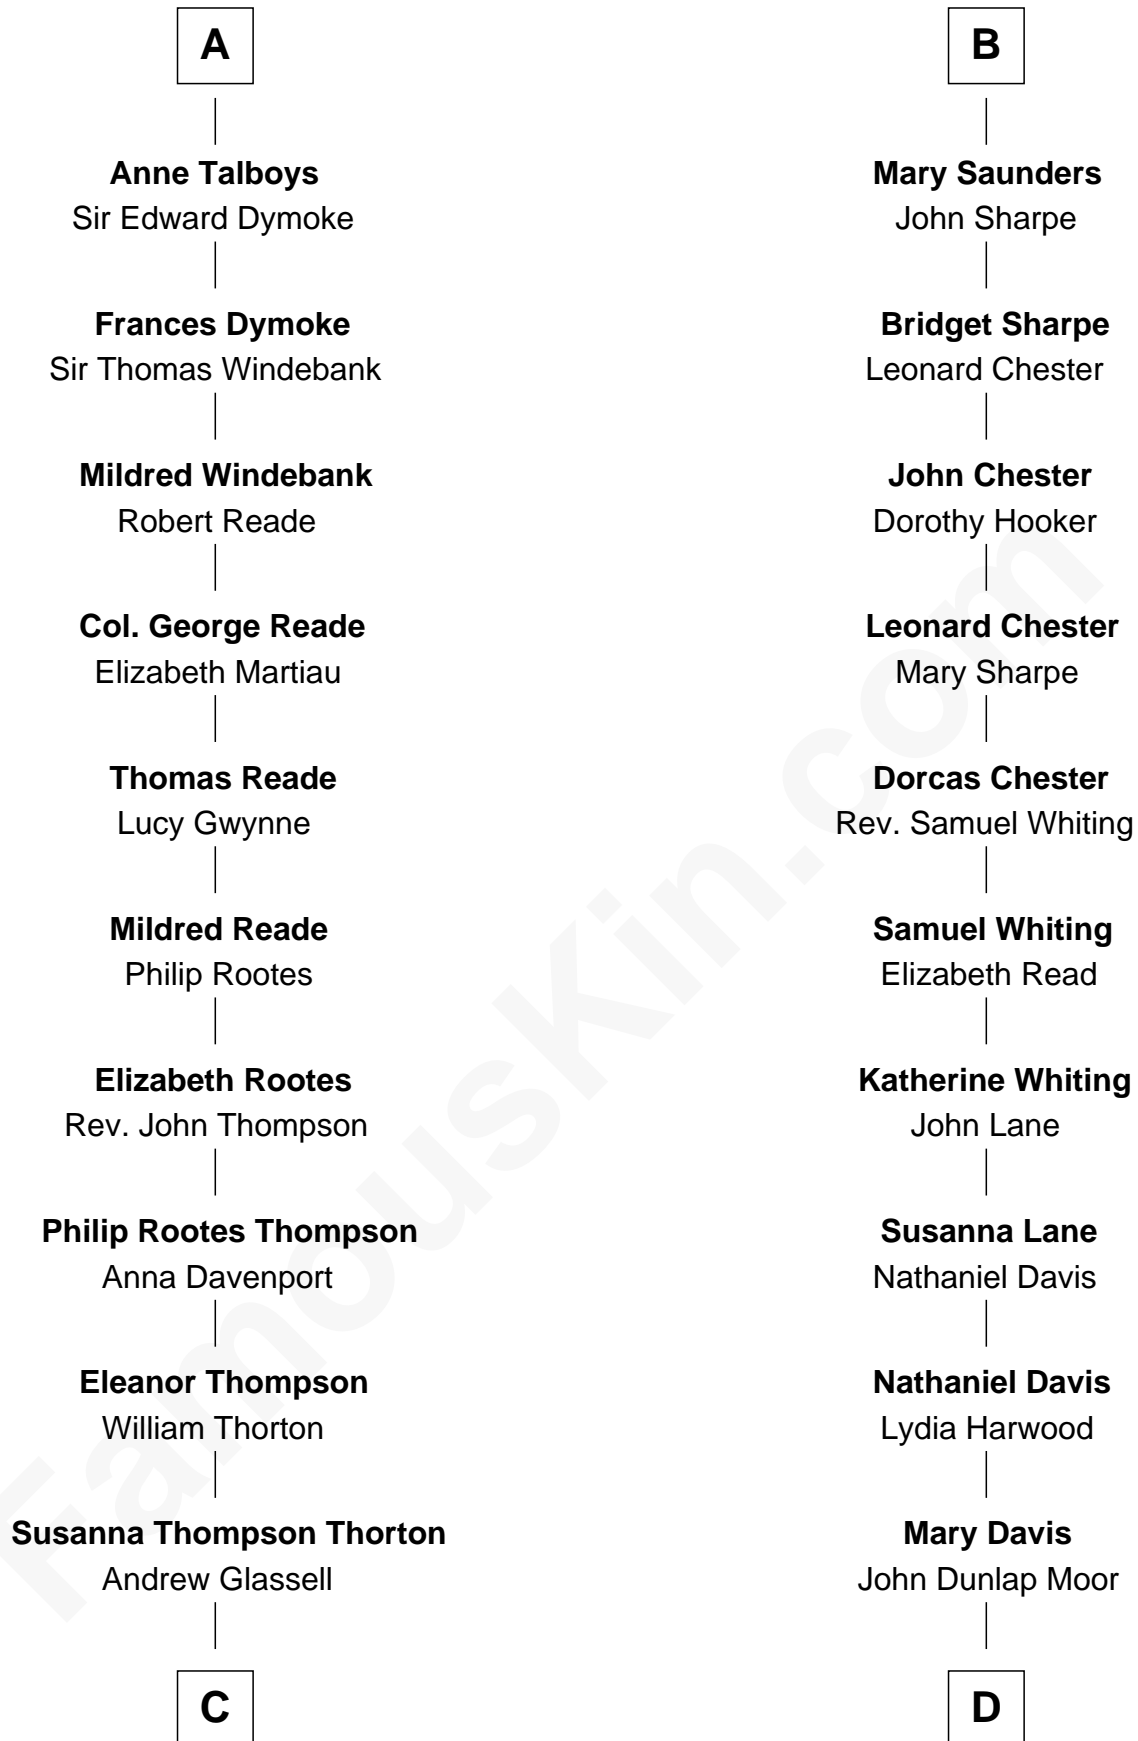 A
Anne Talboys
Sir Edward Dymoke
Frances Dymoke
Sir Thomas Windebank
Mildred Windebank
Robert Reade
Col. George Reade
Elizabeth Martiau
Thomas Reade
Lucy Gwynne
Mildred Reade
Philip Rootes
Elizabeth Rootes
Rev. John Thompson
Philip Rootes Thompson
Anna Davenport
Eleanor Thompson
William Thorton
Susanna Thompson Thorton
Andrew Glassell
C
B
Mary Saunders
John Sharpe
Bridget Sharpe
Leonard Chester
John Chester
Dorothy Hooker
Leonard Chester
Mary Sharpe
Dorcas Chester
Rev. Samuel Whiting
Samuel Whiting
Elizabeth Read
Katherine Whiting
John Lane
Susanna Lane
Nathaniel Davis
Nathaniel Davis
Lydia Harwood
Mary Davis
John Dunlap Moor
D
FamousKin.com